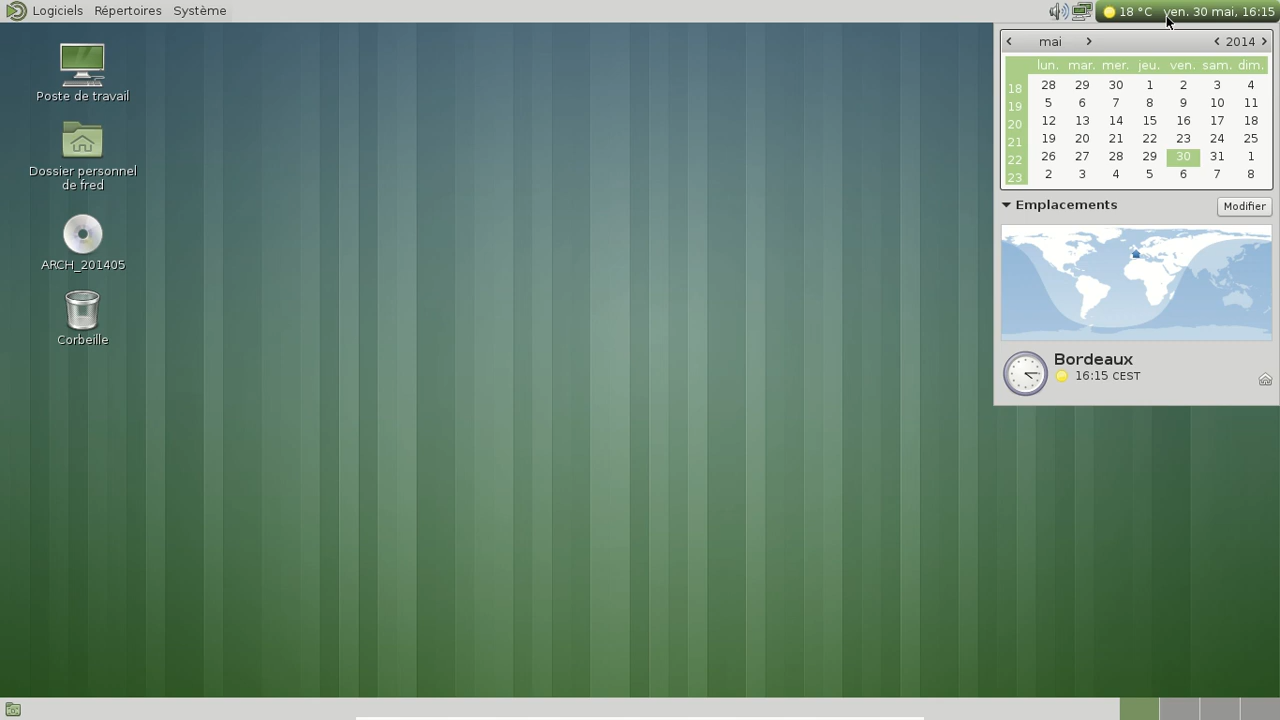 Logiciels Répertoires Système
18 °C ven. 30 mai, 16:15
Poste de travail
Dossier personnel
de fred
ARCH_201405
Corbeille
mai 2014
lun. mar. mer. jeu. ven. sam. dim.
18 28 29 30 1 2 3 4
19 5 6 7 8 9 10 11
20 12 13 14 15 16 17 18
21 19 20 21 22 23 24 25
22 26 27 28 29 30 31 1
23 2 3 4 5 6 7 8
Emplacements Modifier
Bordeaux
16:15 CEST